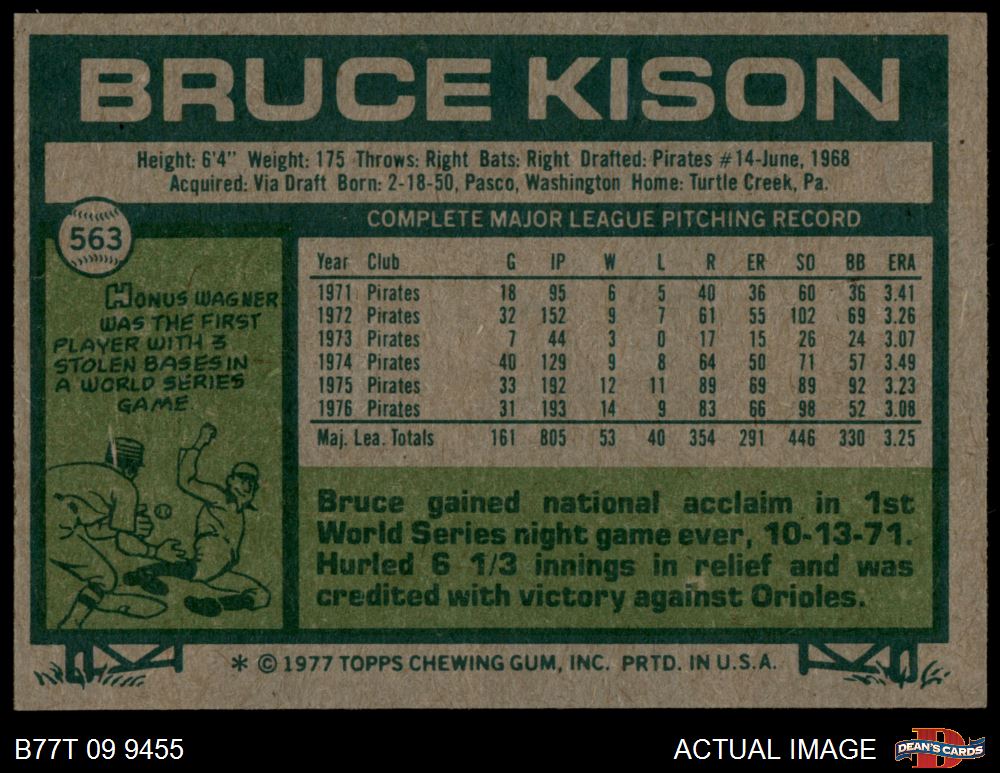 BRUCE KISON
Height: 6'4" Weight: 175 Throws: Right Bats: Right Drafted: Pirates #14-June, 1968
Acquired: Via Draft Born: 2-18-50, Pasco, Washington Home: Turtle Creek, Pa.
563
HONUS WAGNER
WAS THE FIRST
PLAYER WITH 3
STOLEN BASES IN
A WORLD SERIES
GAME.
COMPLETE MAJOR LEAGUE PITCHING RECORD
Year Club G IP W L R ER SO BB ERA
1971 Pirates 18 95 6 5 40 36 60 36 3.41
1972 Pirates 32 152 9 7 61 55 102 69 3.26
1973 Pirates 7 44 3 0 17 15 26 24 3.07
1974 Pirates 40 129 9 8 64 50 71 57 3.49
1975 Pirates 33 192 12 11 89 69 89 92 3.23
1976 Pirates 31 193 14 9 83 66 98 52 3.08
Maj. Lea. Totals 161 805 53 40 354 291 446 330 3.25
Bruce gained national acclaim in 1st
World Series night game ever, 10-13-71.
Hurled 6 1/3 innings in relief and was
credited with victory against Orioles.
* © 1977 TOPPS CHEWING GUM, INC. PRTD. IN U.S.A.
B77T 09 9455
ACTUAL IMAGE
D
DEAN'S CARDS